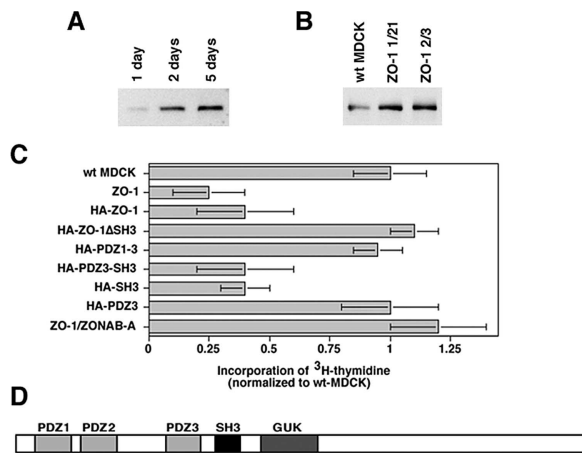 A
1 day
2 days
5 days
B
wt MDCK
ZO-1 1/21
ZO-1 2/3
C
wt MDCK
ZO-1
HA-ZO-1
HA-ZO-1ΔSH3
HA-PDZ1-3
HA-PDZ3-SH3
HA-SH3
HA-PDZ3
ZO-1/ZONAB-A
0 0.25 0.5 0.75 1 1.25
Incorporation of ³H-thymidine
(normalized to wt-MDCK)
D
PDZ1 PDZ2 PDZ3 SH3 GUK